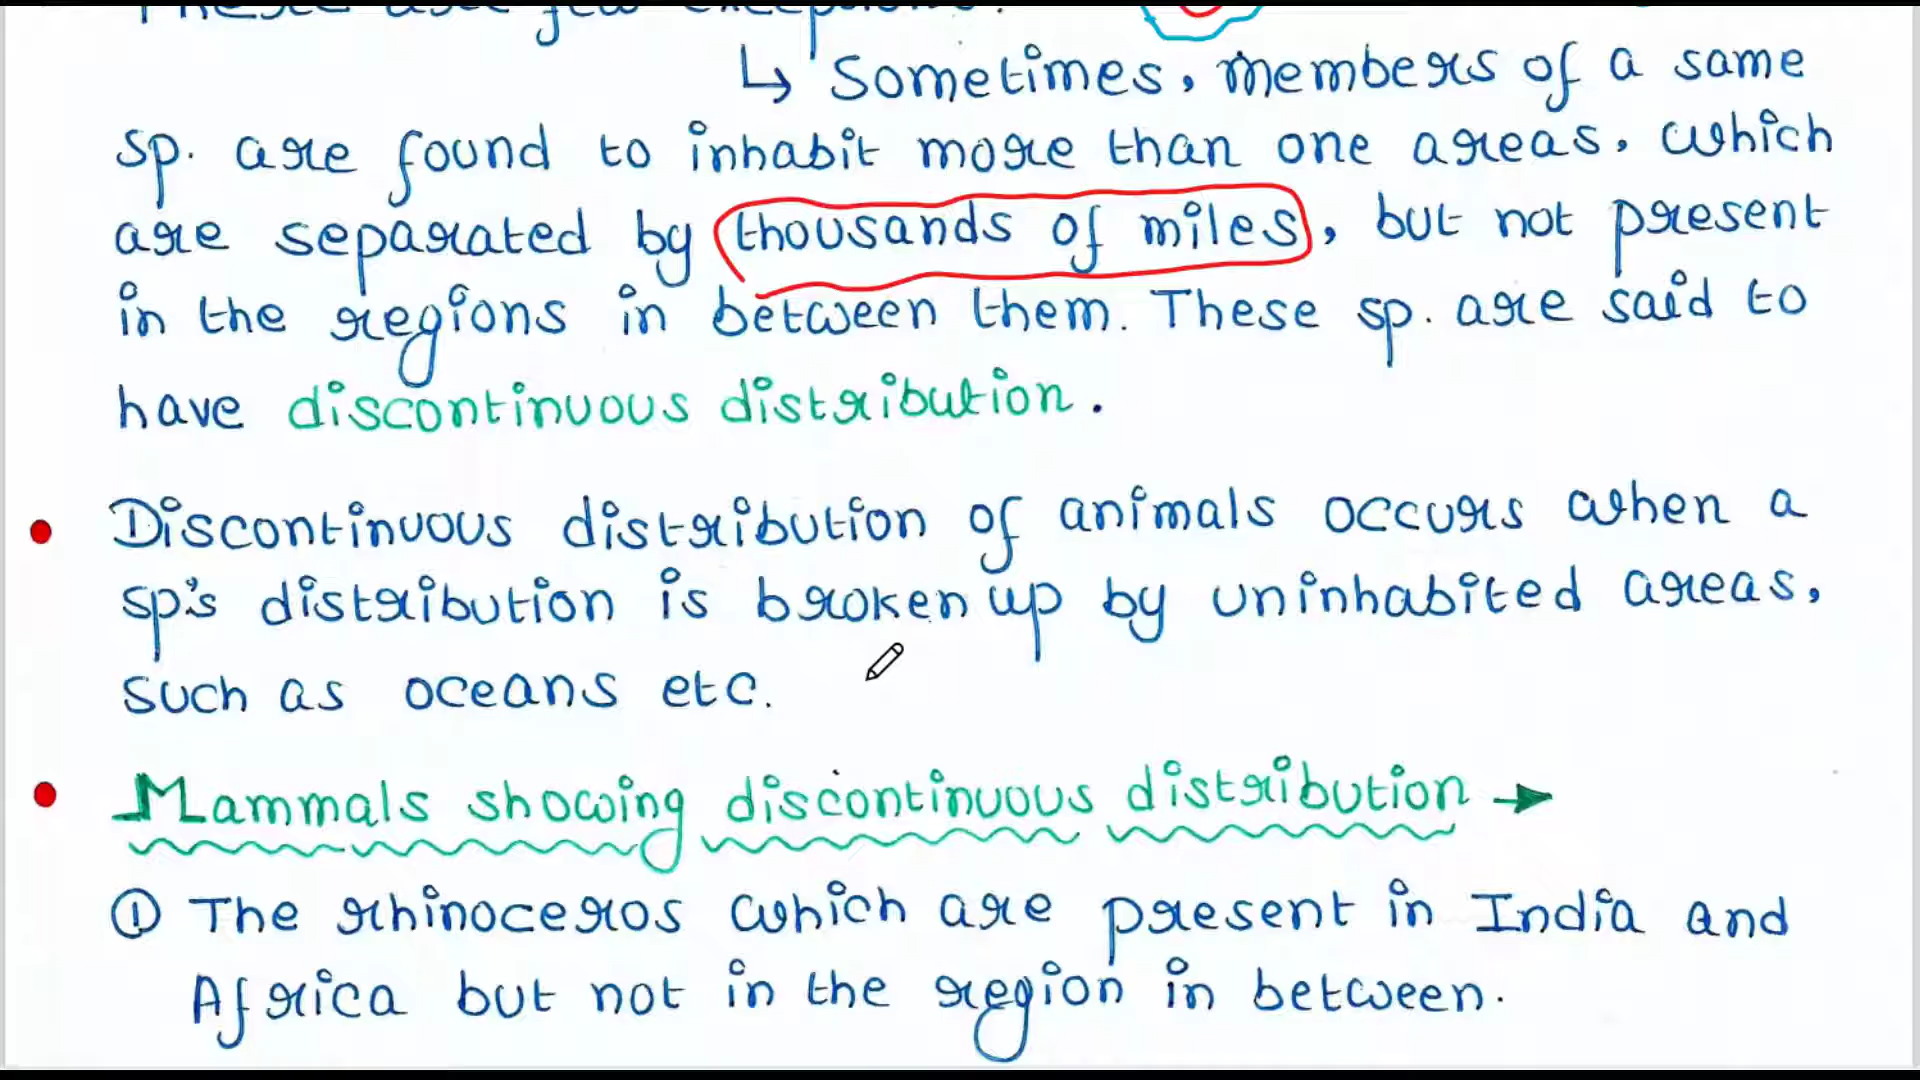 There are few exceptions.
↳ Sometimes, members of a same
sp. are found to inhabit more than one areas, which
are separated by thousands of miles, but not present
in the regions in between them. These sp. are said to
have discontinuous distribution.
• Discontinuous distribution of animals occurs when a
sp's distribution is broken up by uninhabited areas,
such as oceans etc.
• Mammals showing discontinuous distribution →
① The rhinoceros which are present in India and
Africa but not in the region in between.